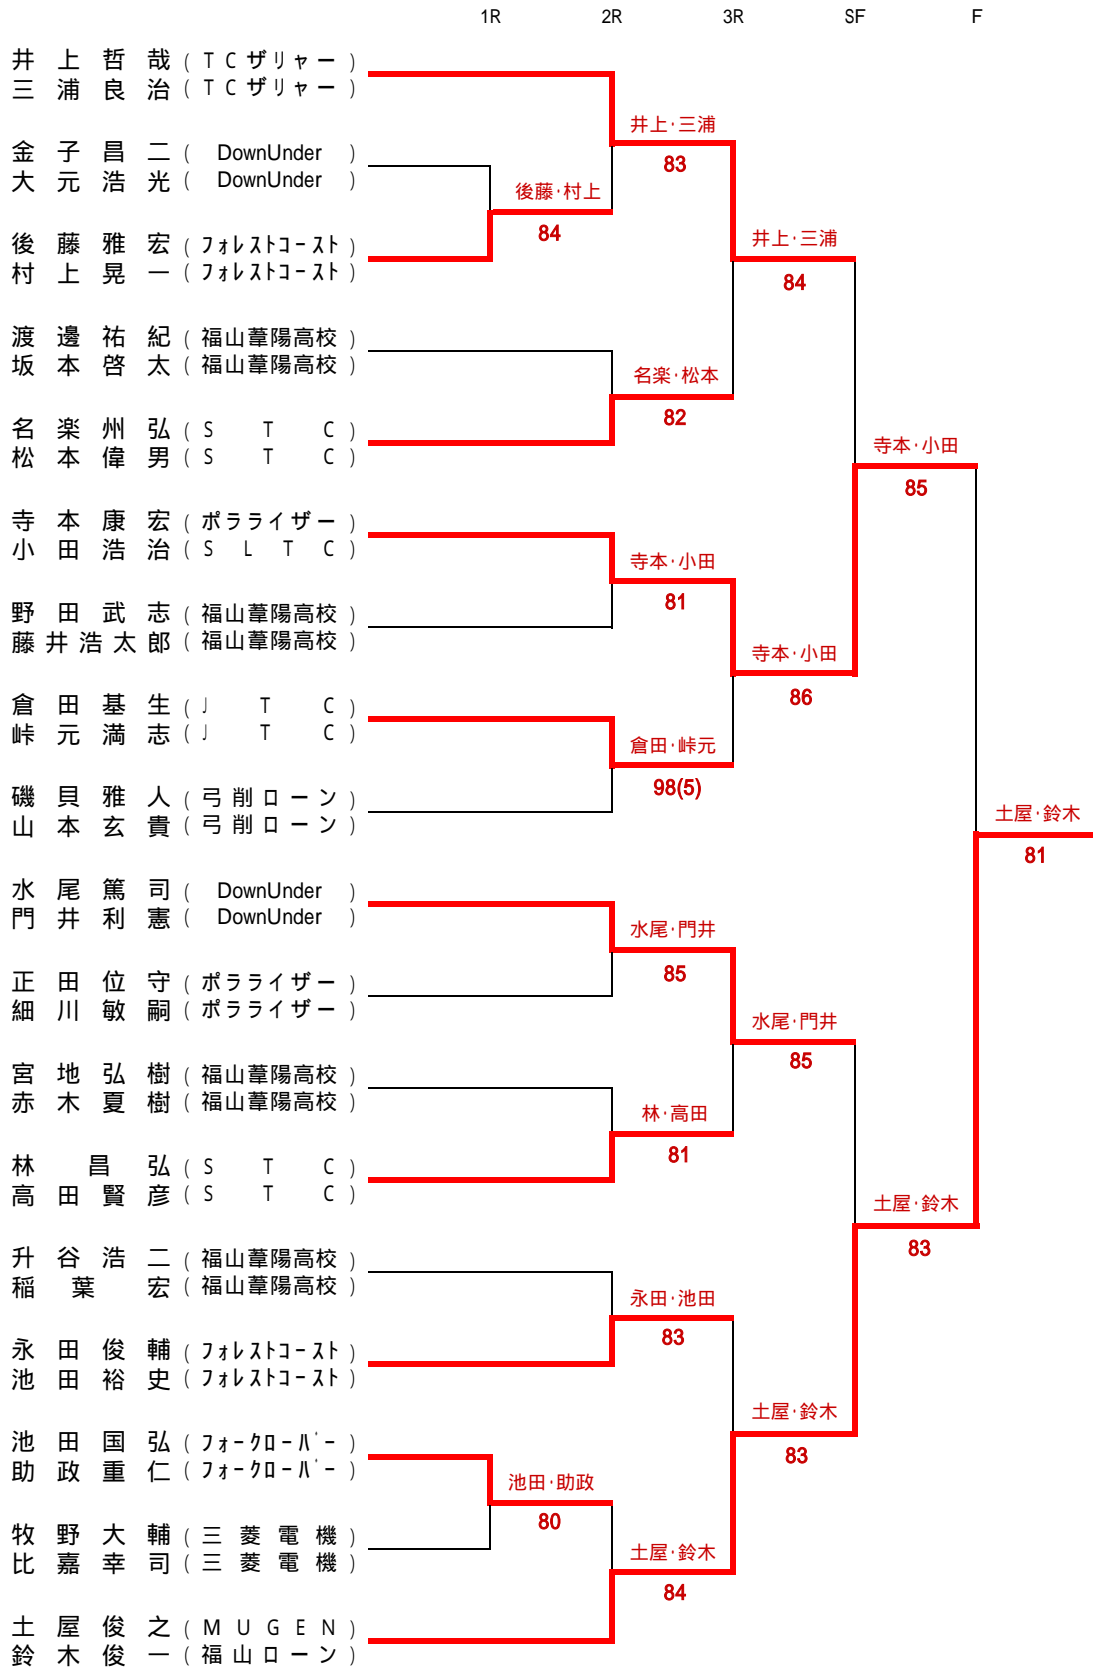 1R 2R 3R SF F
井上哲哉(TCザリャー)
三浦良治(TCザリャー)
井上・三浦
83
金子昌二(DownUnder)
大元浩光(DownUnder)
後藤・村上
84
後藤雅宏(フォレストコースト)
村上晃一(フォレストコースト)
井上・三浦
84
渡邊祐紀(福山葦陽高校)
坂本啓太(福山葦陽高校)
名楽・松本
82
名楽州弘(STC)
松本偉男(STC)
寺本・小田
85
寺本康宏(ポラライザー)
小田浩治(SLTC)
寺本・小田
81
野田武志(福山葦陽高校)
藤井浩太郎(福山葦陽高校)
寺本・小田
86
倉田基生(JTC)
峠元満志(JTC)
倉田・峠元
98(5)
磯貝雅人(弓削ローン)
山本玄貴(弓削ローン)
土屋・鈴木
81
水尾篤司(DownUnder)
門井利憲(DownUnder)
水尾・門井
85
正田位守(ポラライザー)
細川敏嗣(ポラライザー)
水尾・門井
85
宮地弘樹(福山葦陽高校)
赤木夏樹(福山葦陽高校)
林・高田
81
林昌弘(STC)
高田賢彦(STC)
土屋・鈴木
83
升谷浩二(福山葦陽高校)
稲葉宏(福山葦陽高校)
永田・池田
83
永田俊輔(フォレストコースト)
池田裕史(フォレストコースト)
土屋・鈴木
83
池田国弘(フォークローバー)
助政重仁(フォークローバー)
池田・助政
80
牧野大輔(三菱電機)
比嘉幸司(三菱電機)
土屋・鈴木
84
土屋俊之(MUGEN)
鈴木俊一(福山ローン)